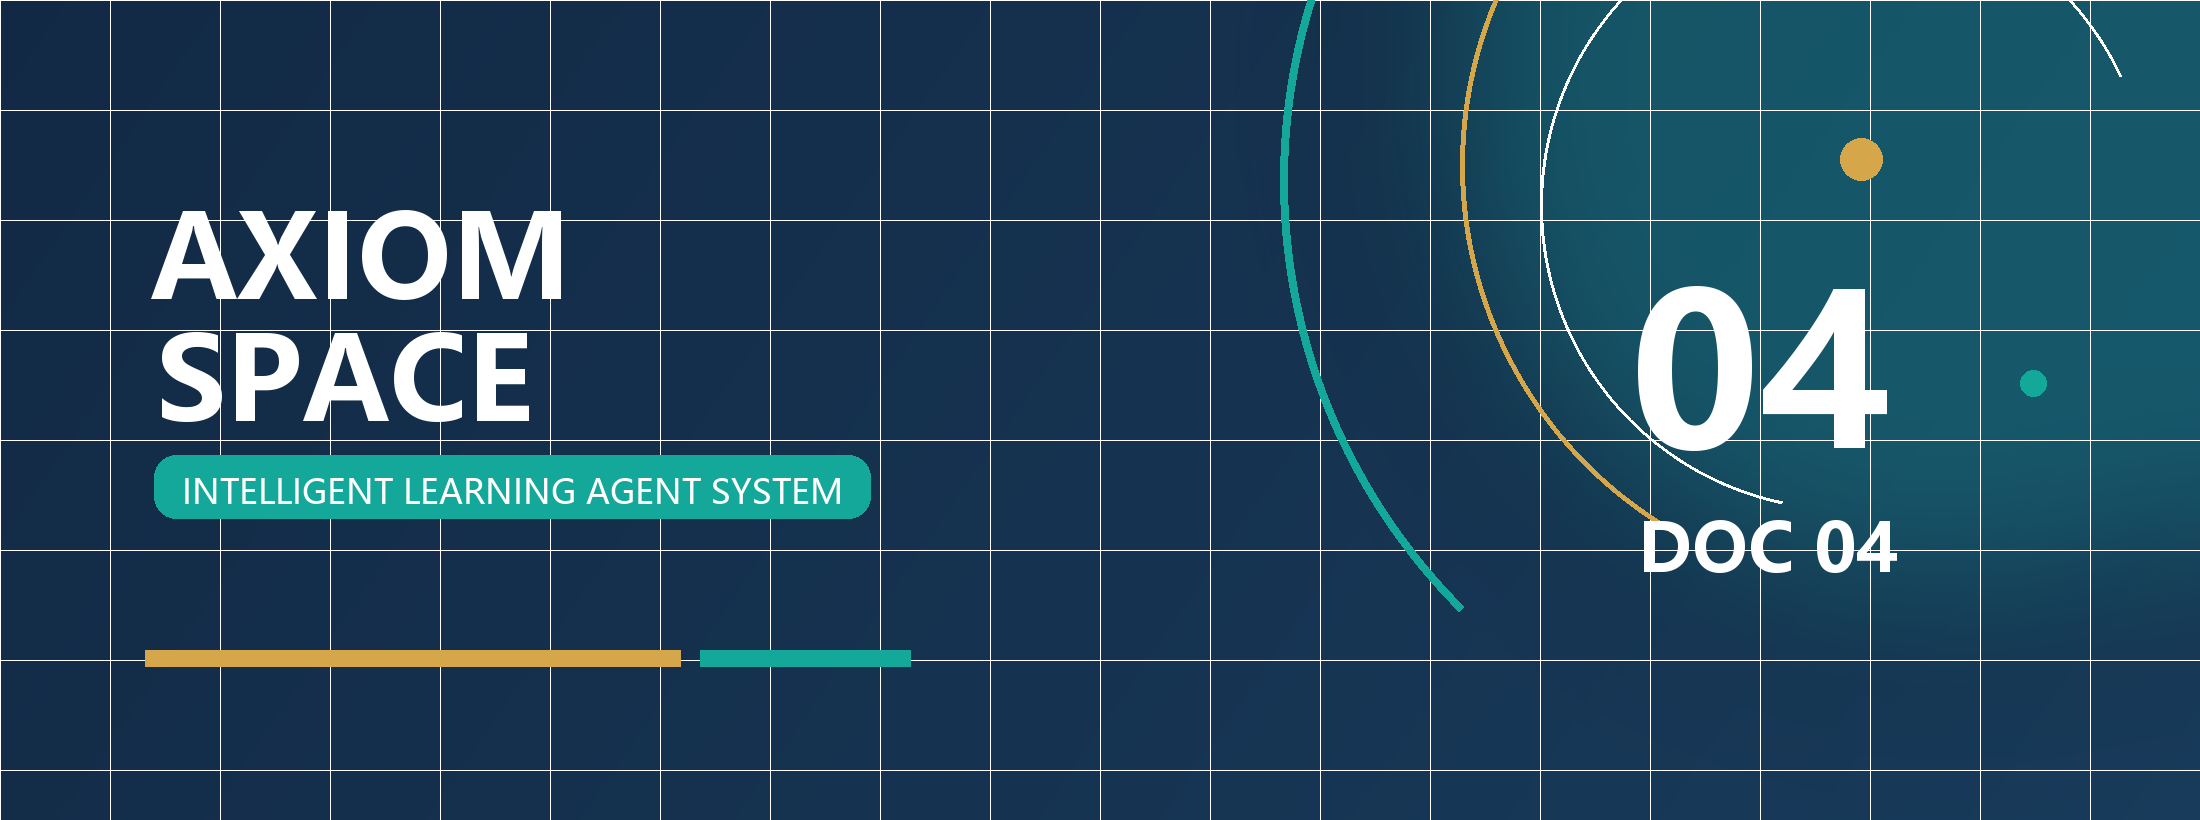 AXIOM
SPACE
INTELLIGENT LEARNING AGENT SYSTEM
04
DOC 04